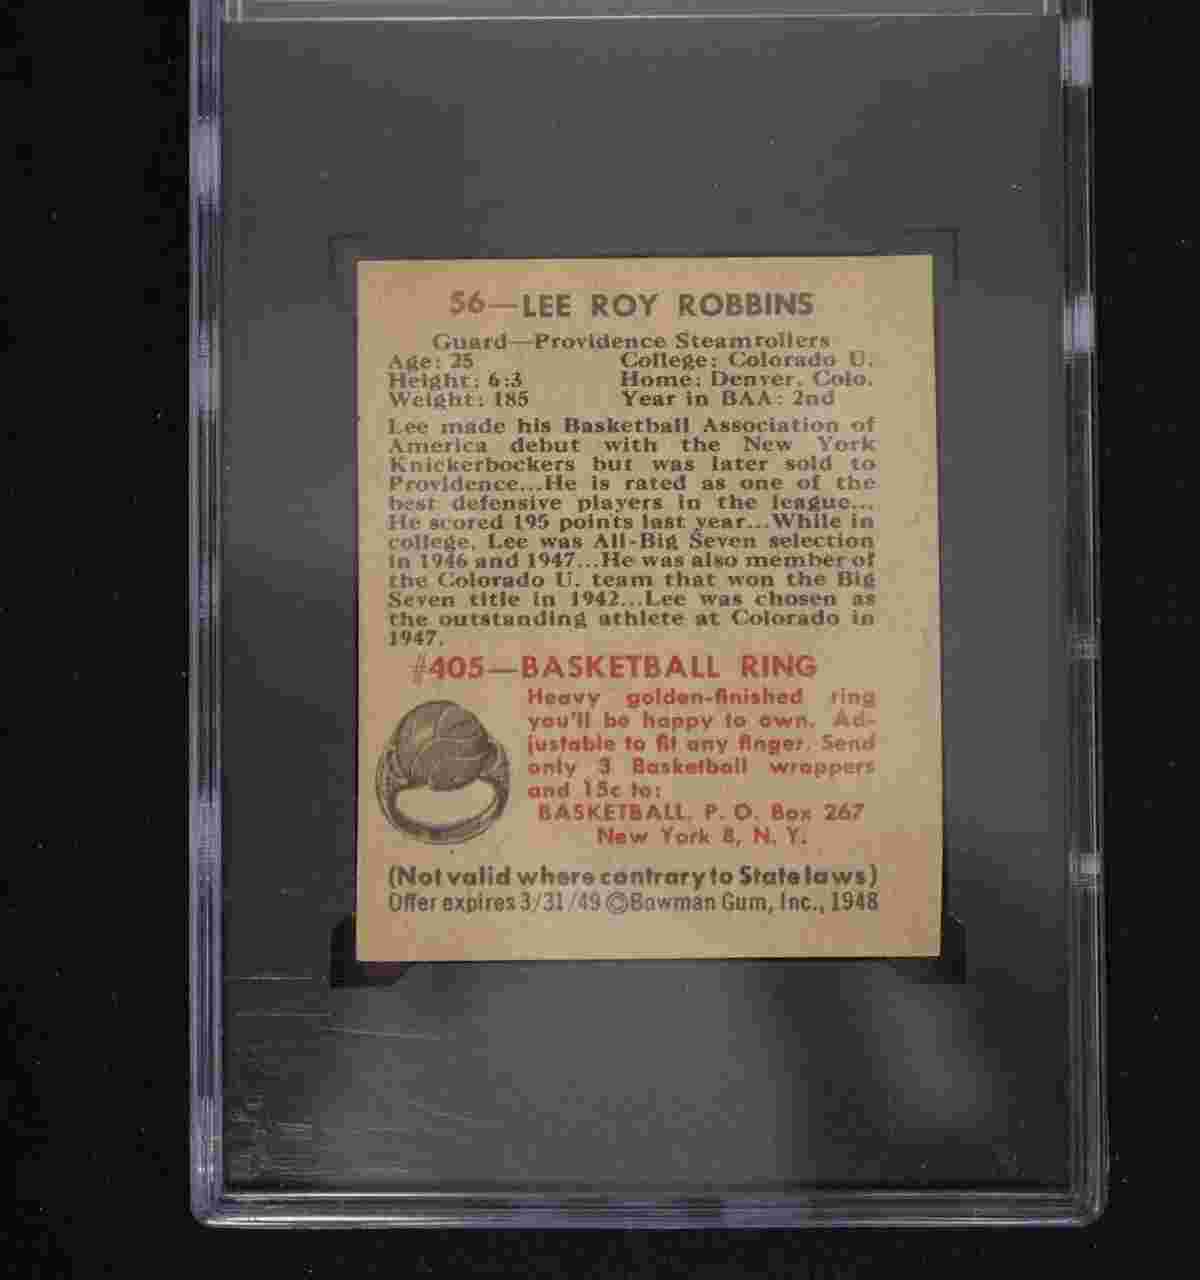 56—LEE ROY ROBBINS
Guard—Providence Steamrollers
Age: 25 College: Colorado U.
Height: 6:3 Home: Denver, Colo.
Weight: 185 Year in BAA: 2nd
Lee made his Basketball Association of
America debut with the New York
Knickerbockers but was later sold to
Providence...He is rated as one of the
best defensive players in the league...
He scored 195 points last year...While in
college, Lee was All-Big Seven selection
in 1946 and 1947...He was also member of
the Colorado U. team that won the Big
Seven title in 1942...Lee was chosen as
the outstanding athlete at Colorado in
1947.
#405—BASKETBALL RING
Heavy golden-finished ring
you'll be happy to own. Ad-
justable to fit any finger. Send
only 3 Basketball wrappers
and 15c to:
BASKETBALL, P. O. Box 267
New York 8, N. Y.
(Not valid where contrary to State laws)
Offer expires 3/31/49 ©Bowman Gum, Inc., 1948